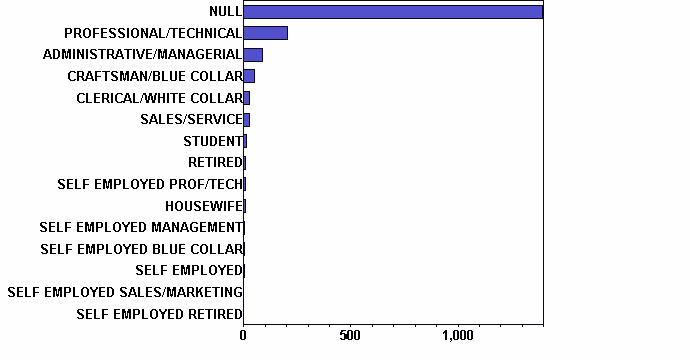 NULL
PROFESSIONAL/TECHNICAL
ADMINISTRATIVE/MANAGERIAL
CRAFTSMAN/BLUE COLLAR
CLERICAL/WHITE COLLAR
SALES/SERVICE
STUDENT
RETIRED
SELF EMPLOYED PROF/TECH
HOUSEWIFE
SELF EMPLOYED MANAGEMENT
SELF EMPLOYED BLUE COLLAR
SELF EMPLOYED
SELF EMPLOYED SALES/MARKETING
SELF EMPLOYED RETIRED
0 500 1,000